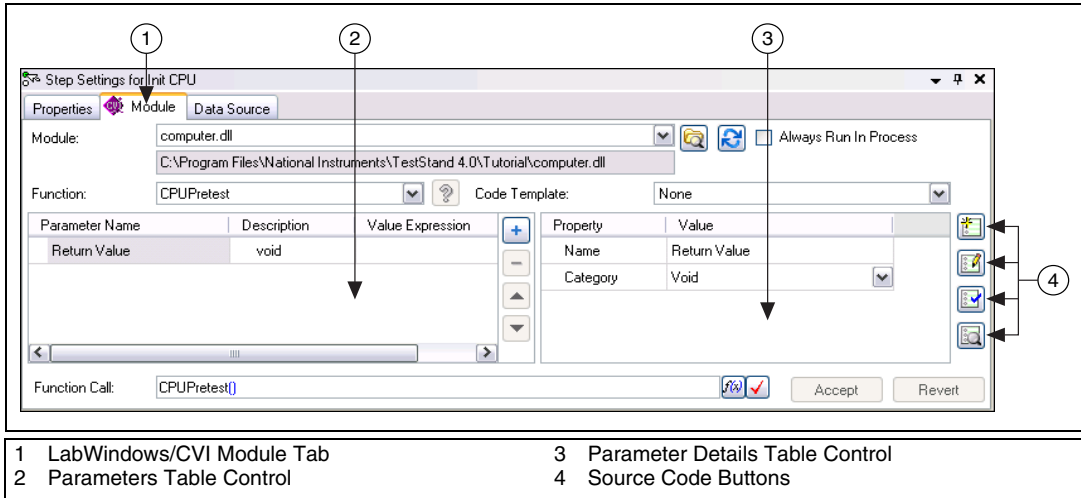 1 2 3
Step Settings for Init CPU
Properties CVI Module Data Source
Module: computer.dll Always Run In Process
C:\Program Files\National Instruments\TestStand 4.0\Tutorial\computer.dll
Function: CPUPretest ? Code Template: None
Parameter Name Description Value Expression + Property Value
Return Value void Name Return Value
Category Void
4
Function Call: CPUPretest() f(x) Accept Revert
1 LabWindows/CVI Module Tab 3 Parameter Details Table Control
2 Parameters Table Control 4 Source Code Buttons